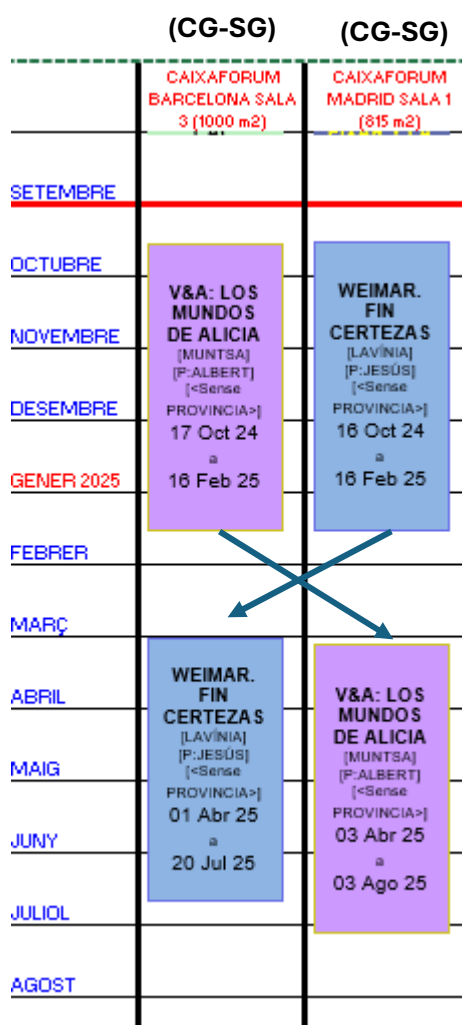 (CG-SG)
(CG-SG)
CAIXAFORUM
BARCELONA SALA
3 (1000 m2)
CAIXAFORUM
MADRID SALA 1
(815 m2)
SETEMBRE
OCTUBRE
NOVEMBRE
DESEMBRE
GENER 2025
FEBRER
MARÇ
ABRIL
MAIG
JUNY
JULIOL
AGOST
V&A: LOS
MUNDOS
DE ALICIA
[MUNTSA]
[P:ALBERT]
[<Sense
PROVINCIA>]
17 Oct 24
a
16 Feb 25
WEIMAR.
FIN
CERTEZAS
[LAVÍNIA]
[P:JESÚS]
[<Sense
PROVINCIA>]
16 Oct 24
a
16 Feb 25
WEIMAR.
FIN
CERTEZAS
[LAVÍNIA]
[P:JESÚS]
[<Sense
PROVINCIA>]
01 Abr 25
a
20 Jul 25
V&A: LOS
MUNDOS
DE ALICIA
[MUNTSA]
[P:ALBERT]
[<Sense
PROVINCIA>]
03 Abr 25
a
03 Ago 25